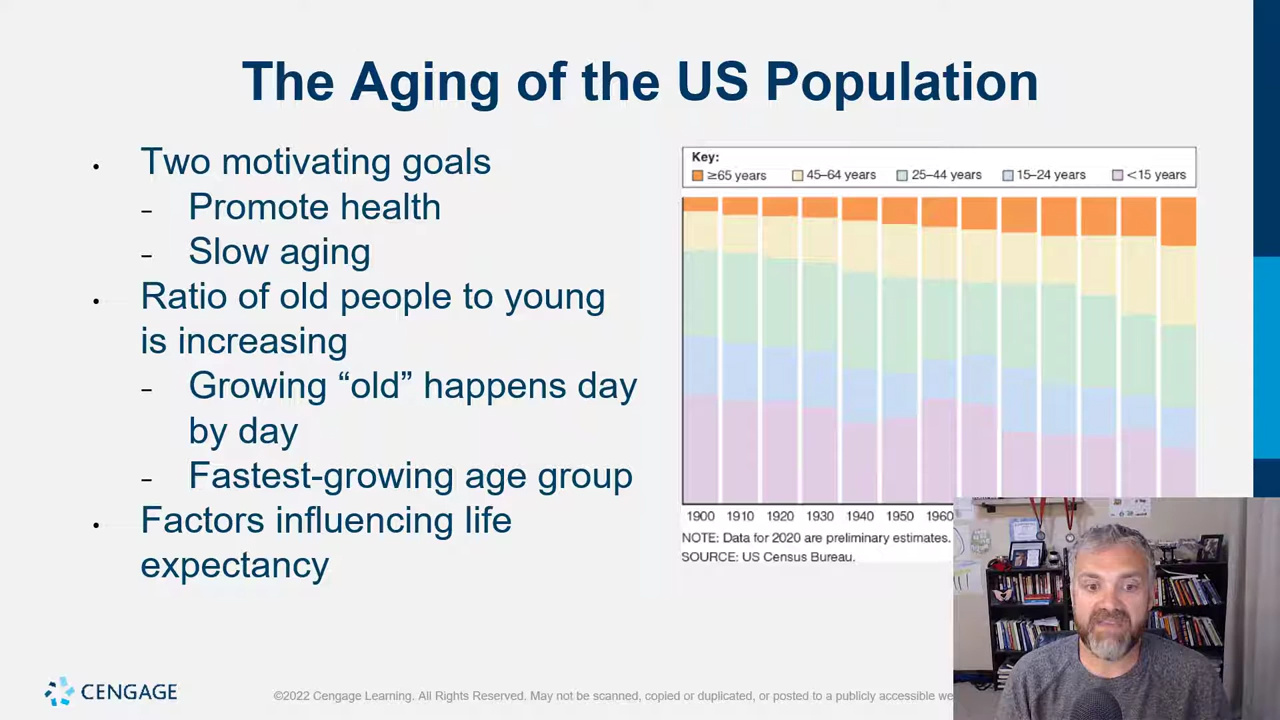 The Aging of the US Population
• Two motivating goals
– Promote health
– Slow aging
• Ratio of old people to young
is increasing
– Growing “old” happens day
by day
– Fastest-growing age group
• Factors influencing life
expectancy
Key:
≥65 years 45–64 years 25–44 years 15–24 years <15 years
1900 1910 1920 1930 1940 1950 1960
NOTE: Data for 2020 are preliminary estimates.
SOURCE: US Census Bureau.
CENGAGE
©2022 Cengage Learning. All Rights Reserved. May not be scanned, copied or duplicated, or posted to a publicly accessible